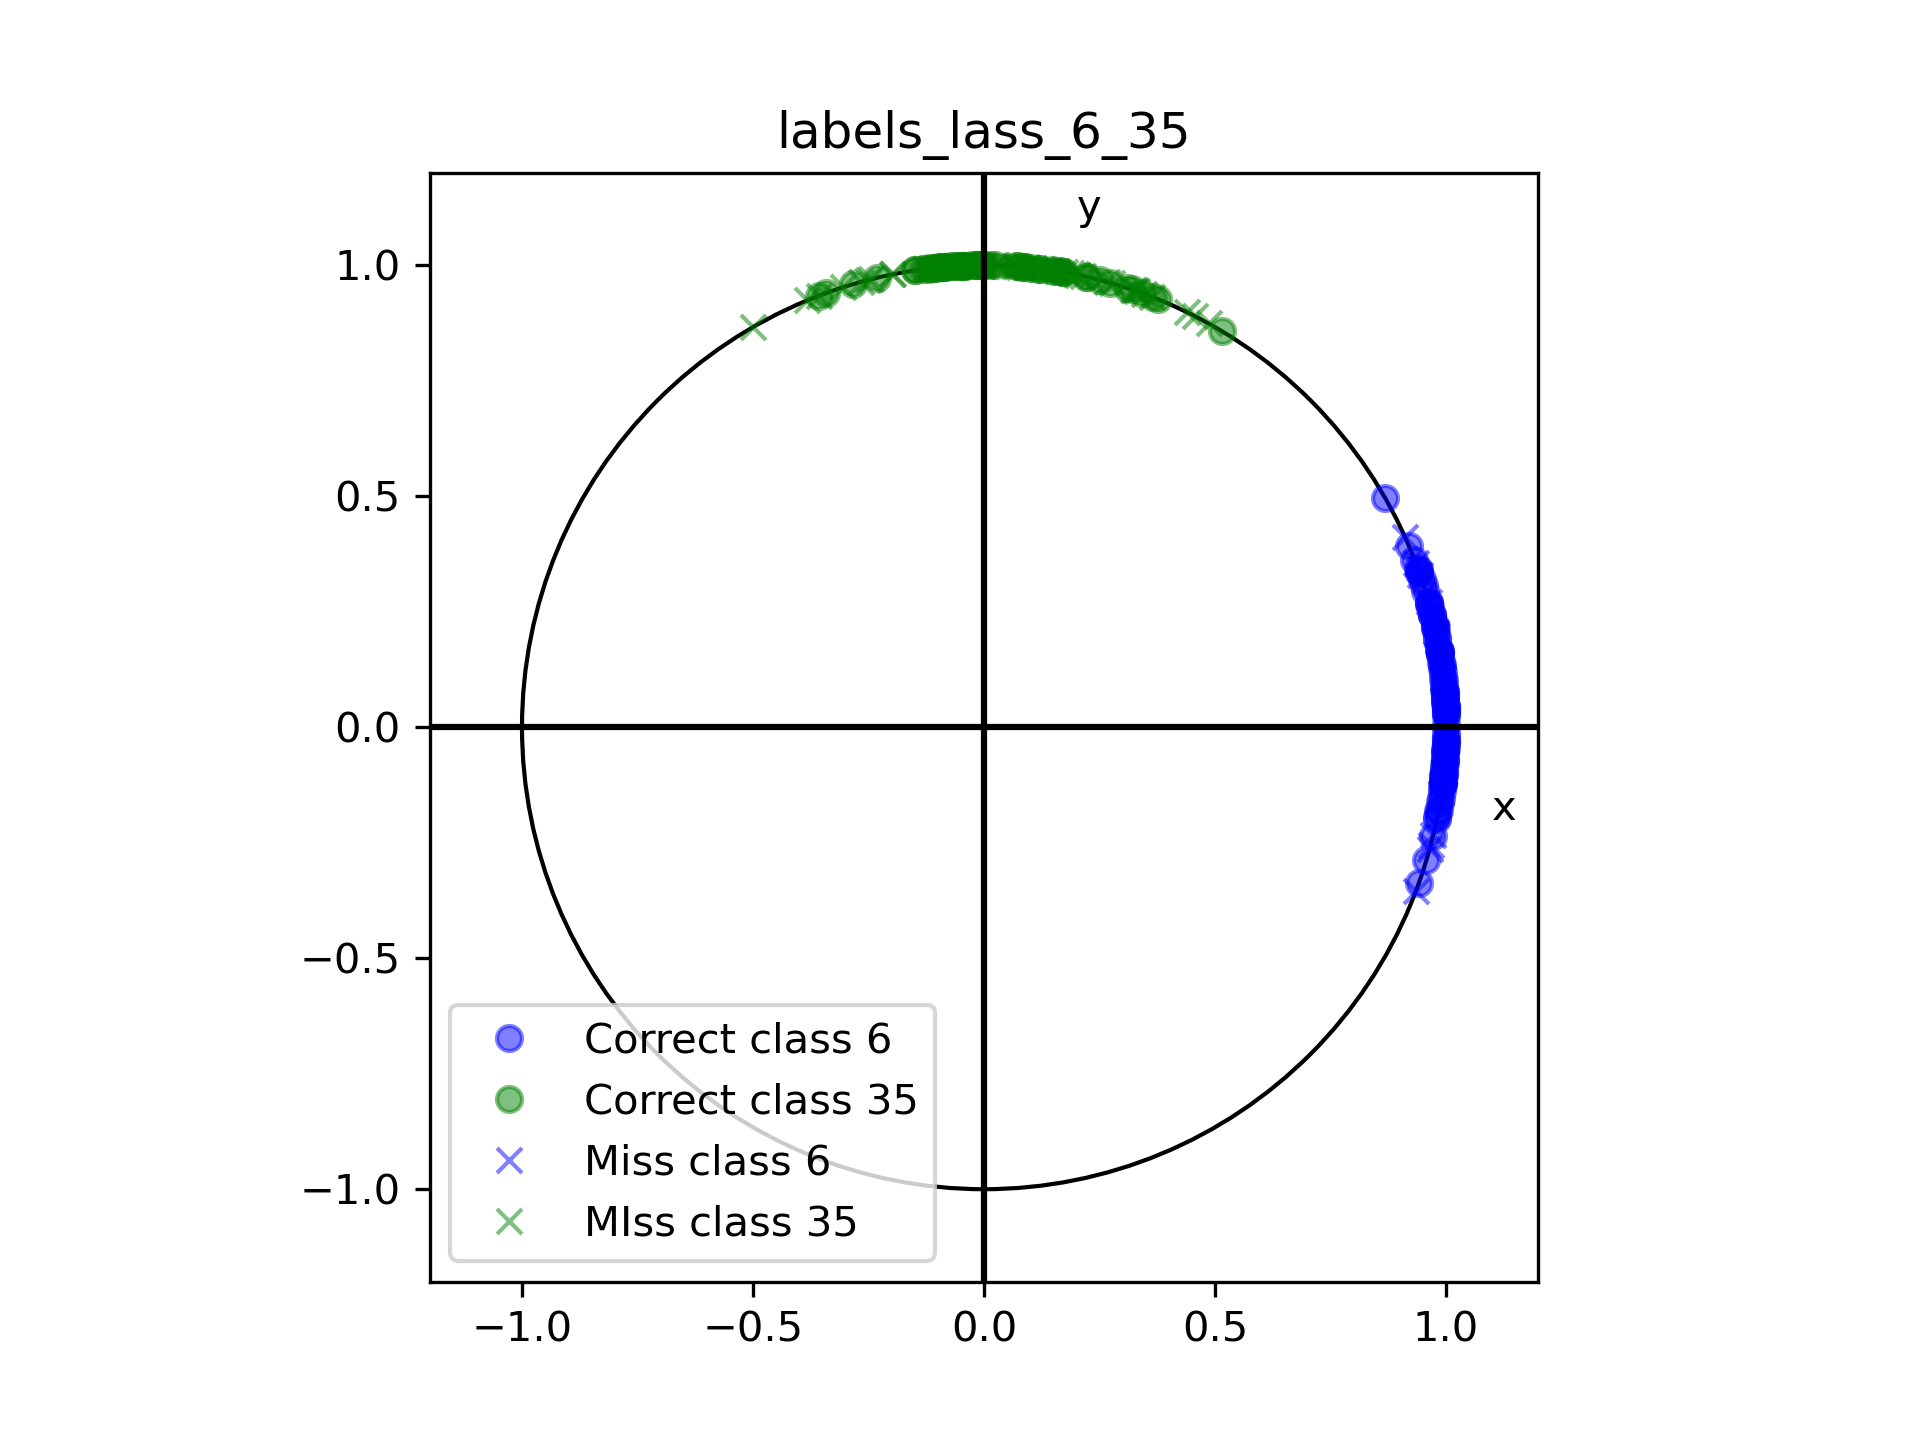 labels_lass_6_35
y
1.0
0.5
0.0
−0.5
−1.0
x
Correct class 6
Correct class 35
Miss class 6
MIss class 35
−1.0 −0.5 0.0 0.5 1.0